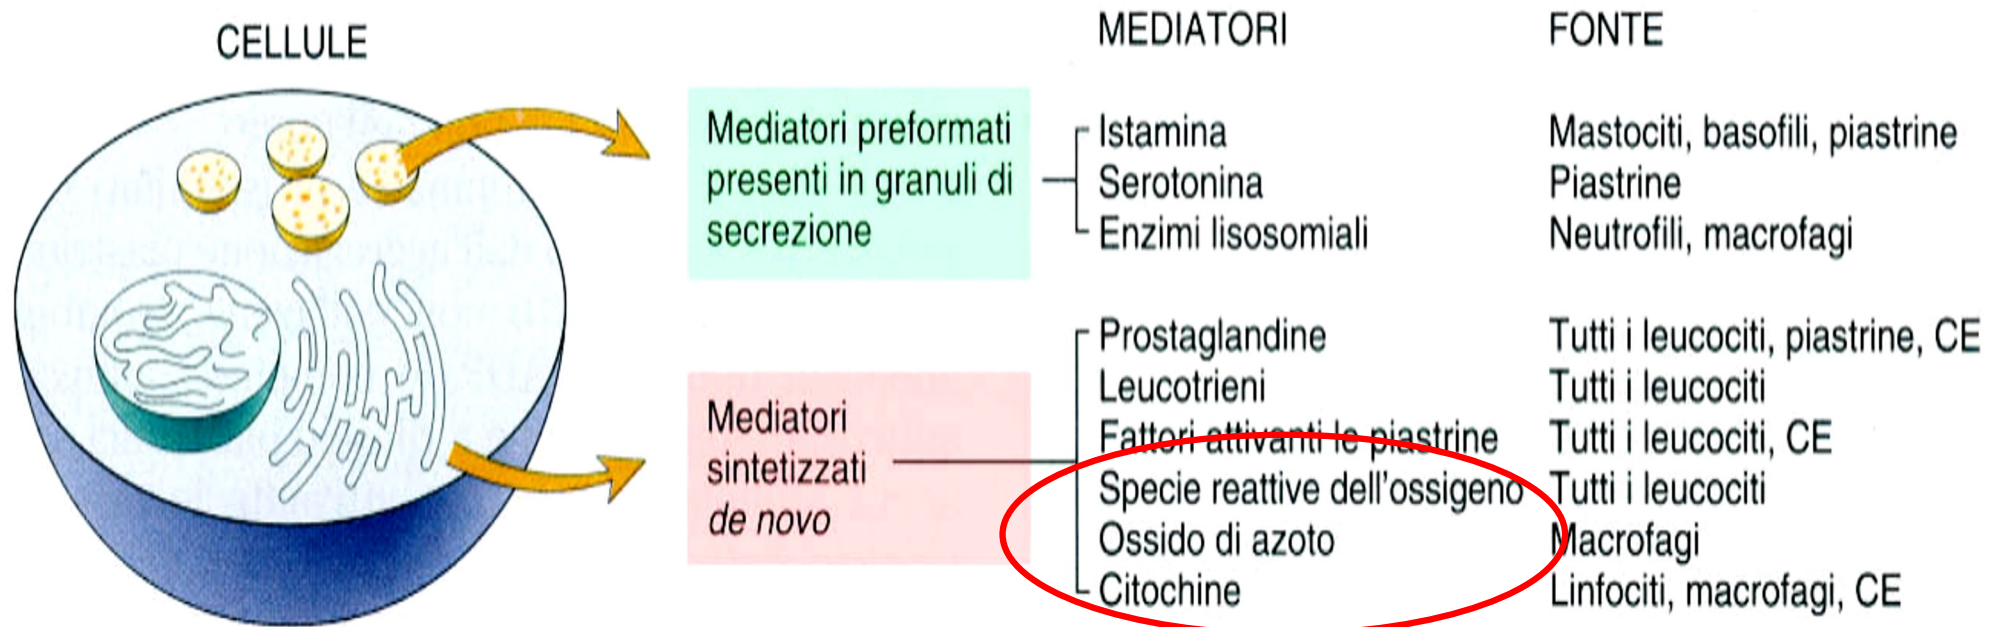 CELLULE
MEDIATORI FONTE
Mediatori preformati
presenti in granuli di
secrezione
Istamina Mastociti, basofili, piastrine
Serotonina Piastrine
Enzimi lisosomiali Neutrofili, macrofagi
Mediatori
sintetizzati
de novo
Prostaglandine Tutti i leucociti, piastrine, CE
Leucotrieni Tutti i leucociti
Fattori attivanti le piastrine Tutti i leucociti, CE
Specie reattive dell'ossigeno Tutti i leucociti
Ossido di azoto Macrofagi
Citochine Linfociti, macrofagi, CE